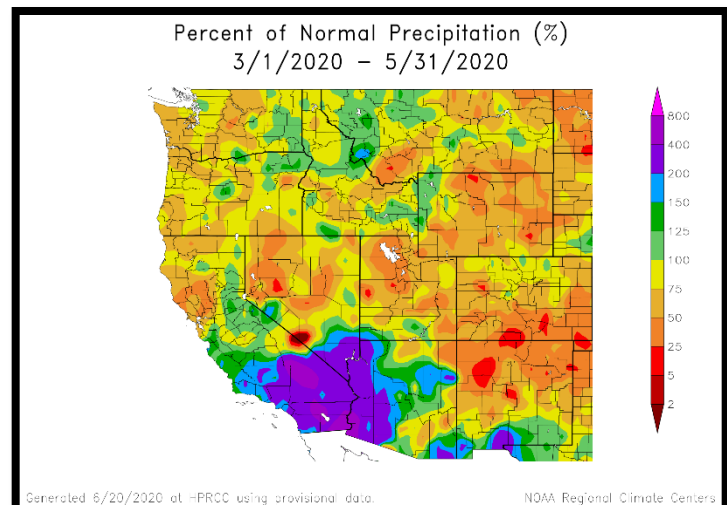 Percent of Normal Precipitation (%)
3/1/2020 – 5/31/2020
800
400
200
150
125
100
75
50
25
5
2
Generated 6/20/2020 at HPRCC using provisional data.
NOAA Regional Climate Centers